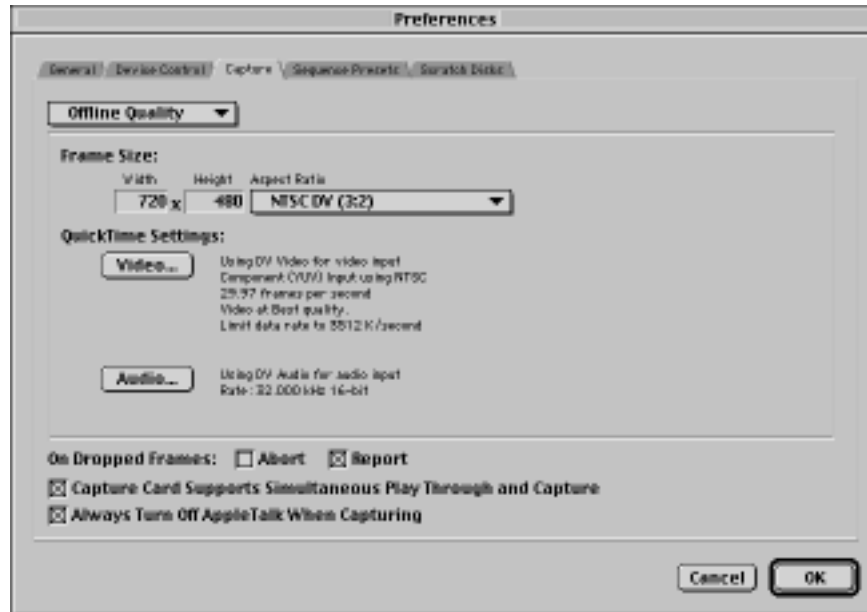 Preferences
General Device Control Capture Sequence Presets Scratch Disks
Offline Quality
Frame Size:
Width Height Aspect Ratio
720 x 480 NTSC DV (3:2)
QuickTime Settings:
Video... Using DV Video for video input
Component (YUV) Input using NTSC
29.97 frames per second
Video at Best quality.
Limit data rate to K/second
Audio... Using DV Audio for audio input
Rate: 32.000 kHz 16-bit
On Dropped Frames: Abort Report
Capture Card Supports Simultaneous Play Through and Capture
Always Turn Off AppleTalk When Capturing
Cancel OK